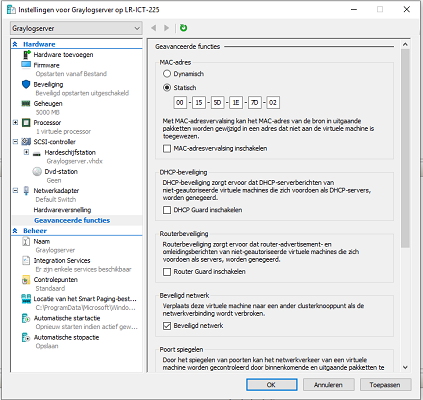 Instellingen voor Graylogserver op LR-ICT-225
Graylogserver
Hardware
Hardware toevoegen
Firmware
Opstarten vanaf Bestand
Beveiliging
Beveiligd opstarten uitgeschakeld
Geheugen
5000 MB
Processor
1 virtuele processor
SCSI-controller
Hardeschijfstation
Graylogserver.vhdx
Dvd-station
Geen
Netwerkadapter
Default Switch
Hardwareversnelling
Geavanceerde functies
Beheer
Naam
Graylogserver
Integration Services
Er zijn enkele services beschikbaar
Controlepunten
Standaard
Locatie van het Smart Paging-best...
C:\ProgramData\Microsoft\Windo...
Automatische startactie
Opnieuw starten indien actief gew...
Automatische stopactie
Opslaan
Geavanceerde functies
MAC-adres
Dynamisch
Statisch
00 - 15 - 5D - 1E - 7D - 02
Met MAC-adresvervalsing kan het MAC-adres van de bron in uitgaande
pakketten worden gewijzigd in een adres dat niet aan de virtuele machine is
toegewezen.
MAC-adresvervalsing inschakelen
DHCP-beveiliging
DHCP-beveiliging zorgt ervoor dat DHCP-serverberichten van
niet-geautoriseerde virtuele machines die zich voordoen als DHCP-servers,
worden genegeerd.
DHCP Guard inschakelen
Routerbeveiliging
Routerbeveiliging zorgt ervoor dat router-advertisement- en
omleidingsberichten van niet-geautoriseerde virtuele machines die zich
voordoen als servers, worden genegeerd.
Router Guard inschakelen
Beveiligd netwerk
Verplaats deze virtuele machine naar een ander clusterknooppunt als de
netwerkverbinding wordt verbroken.
Beveiligd netwerk
Poort spiegelen
Door het spiegelen van poorten kan het netwerkverkeer van een virtuele
machine worden gecontroleerd door binnenkomende en uitgaande pakketten te
OK
Annuleren
Toepassen